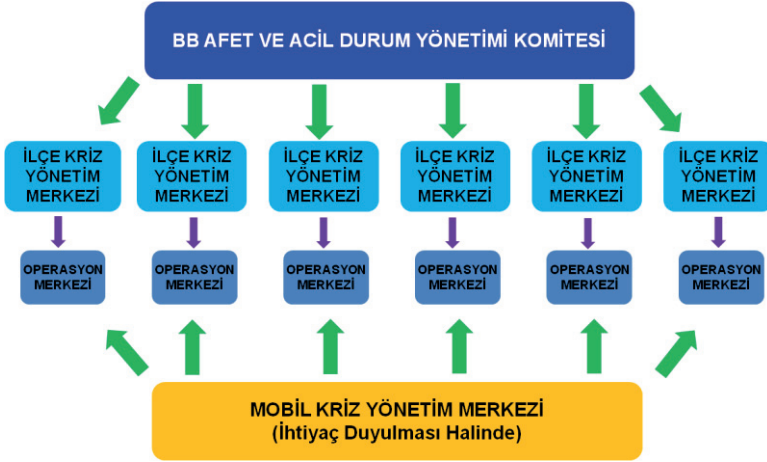 BB AFET VE ACİL DURUM YÖNETİMİ KOMİTESİ
İLÇE KRİZ
YÖNETİM
MERKEZİ
İLÇE KRİZ
YÖNETİM
MERKEZİ
İLÇE KRİZ
YÖNETİM
MERKEZİ
İLÇE KRİZ
YÖNETİM
MERKEZİ
İLÇE KRİZ
YÖNETİM
MERKEZİ
İLÇE KRİZ
YÖNETİM
MERKEZİ
OPERASYON
MERKEZİ
OPERASYON
MERKEZİ
OPERASYON
MERKEZİ
OPERASYON
MERKEZİ
OPERASYON
MERKEZİ
OPERASYON
MERKEZİ
MOBİL KRİZ YÖNETİM MERKEZİ
(İhtiyaç Duyulması Halinde)